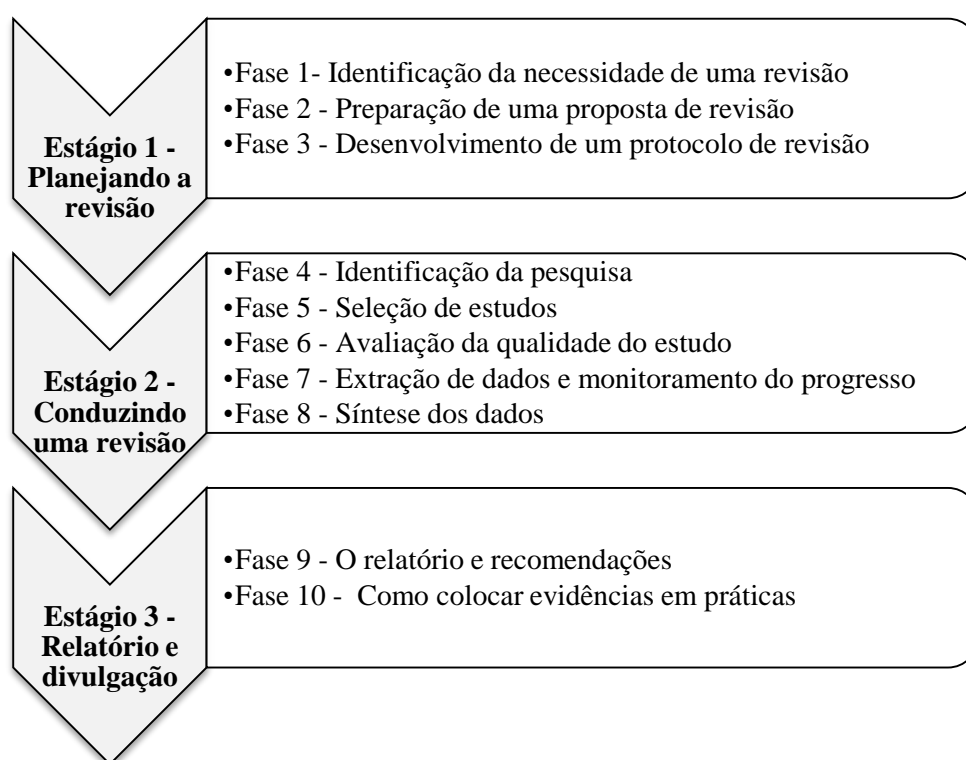 Estágio 1 -
Planejando a
revisão
•Fase 1- Identificação da necessidade de uma revisão
•Fase 2 - Preparação de uma proposta de revisão
•Fase 3 - Desenvolvimento de um protocolo de revisão
Estágio 2 -
Conduzindo
uma revisão
•Fase 4 - Identificação da pesquisa
•Fase 5 - Seleção de estudos
•Fase 6 - Avaliação da qualidade do estudo
•Fase 7 - Extração de dados e monitoramento do progresso
•Fase 8 - Síntese dos dados
Estágio 3 -
Relatório e
divulgação
•Fase 9 - O relatório e recomendações
•Fase 10 -  Como colocar evidências em práticas